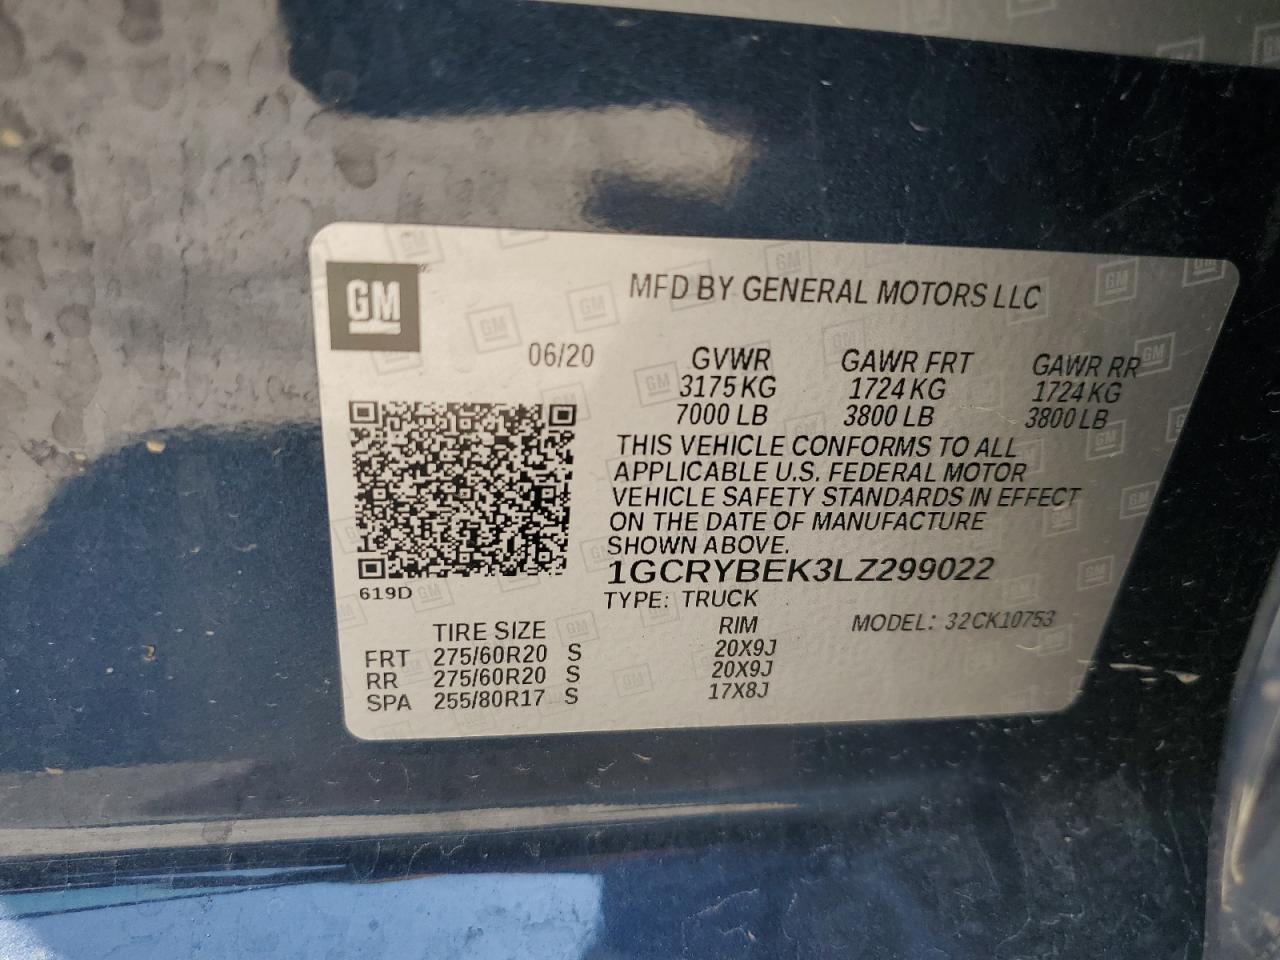 GM
MFD BY GENERAL MOTORS LLC
06/20
GVWR GAWR FRT GAWR RR
3175 KG 1724 KG 1724 KG
7000 LB 3800 LB 3800 LB
THIS VEHICLE CONFORMS TO ALL
APPLICABLE U.S. FEDERAL MOTOR
VEHICLE SAFETY STANDARDS IN EFFECT
ON THE DATE OF MANUFACTURE
SHOWN ABOVE.
1GCRYBEK3LZ299022
619D
TYPE: TRUCK
TIRE SIZE RIM MODEL: 32CK10753
FRT 275/60R20 S 20X9J
RR 275/60R20 S 20X9J
SPA 255/80R17 S 17X8J